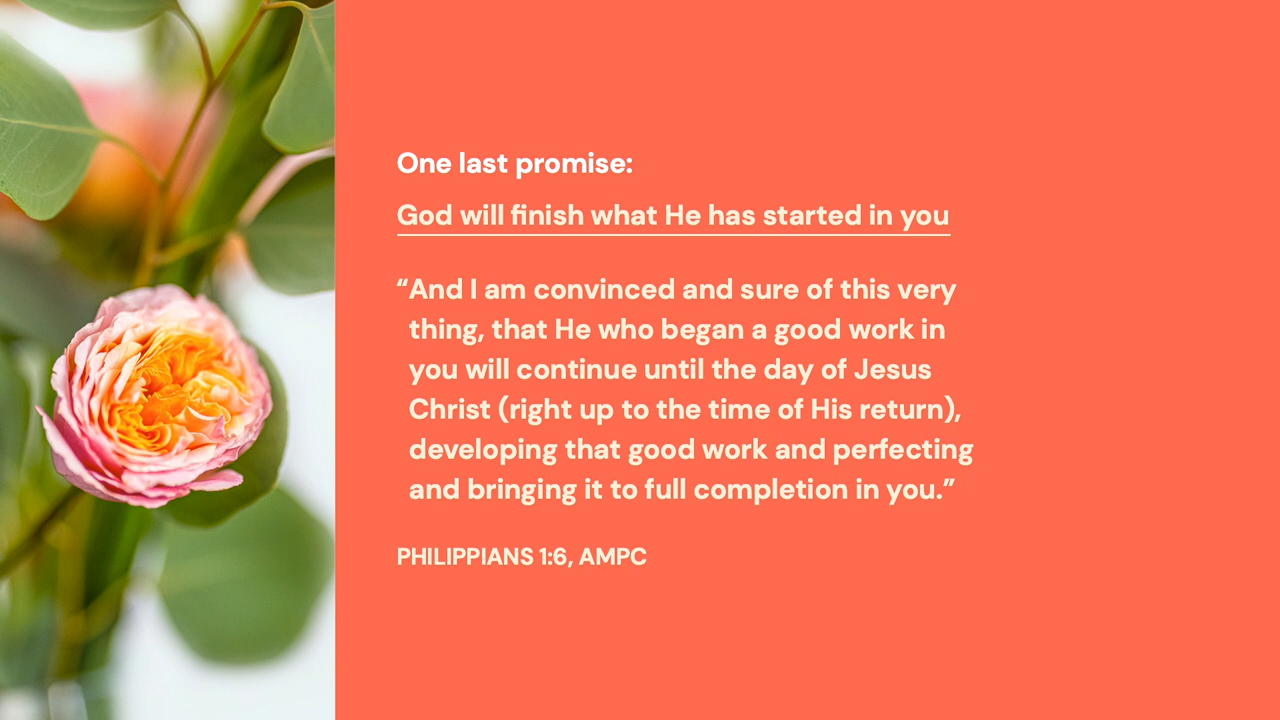 One last promise:
God will finish what He has started in you
“And I am convinced and sure of this very
thing, that He who began a good work in
you will continue until the day of Jesus
Christ (right up to the time of His return),
developing that good work and perfecting
and bringing it to full completion in you.”
PHILIPPIANS 1:6, AMPC